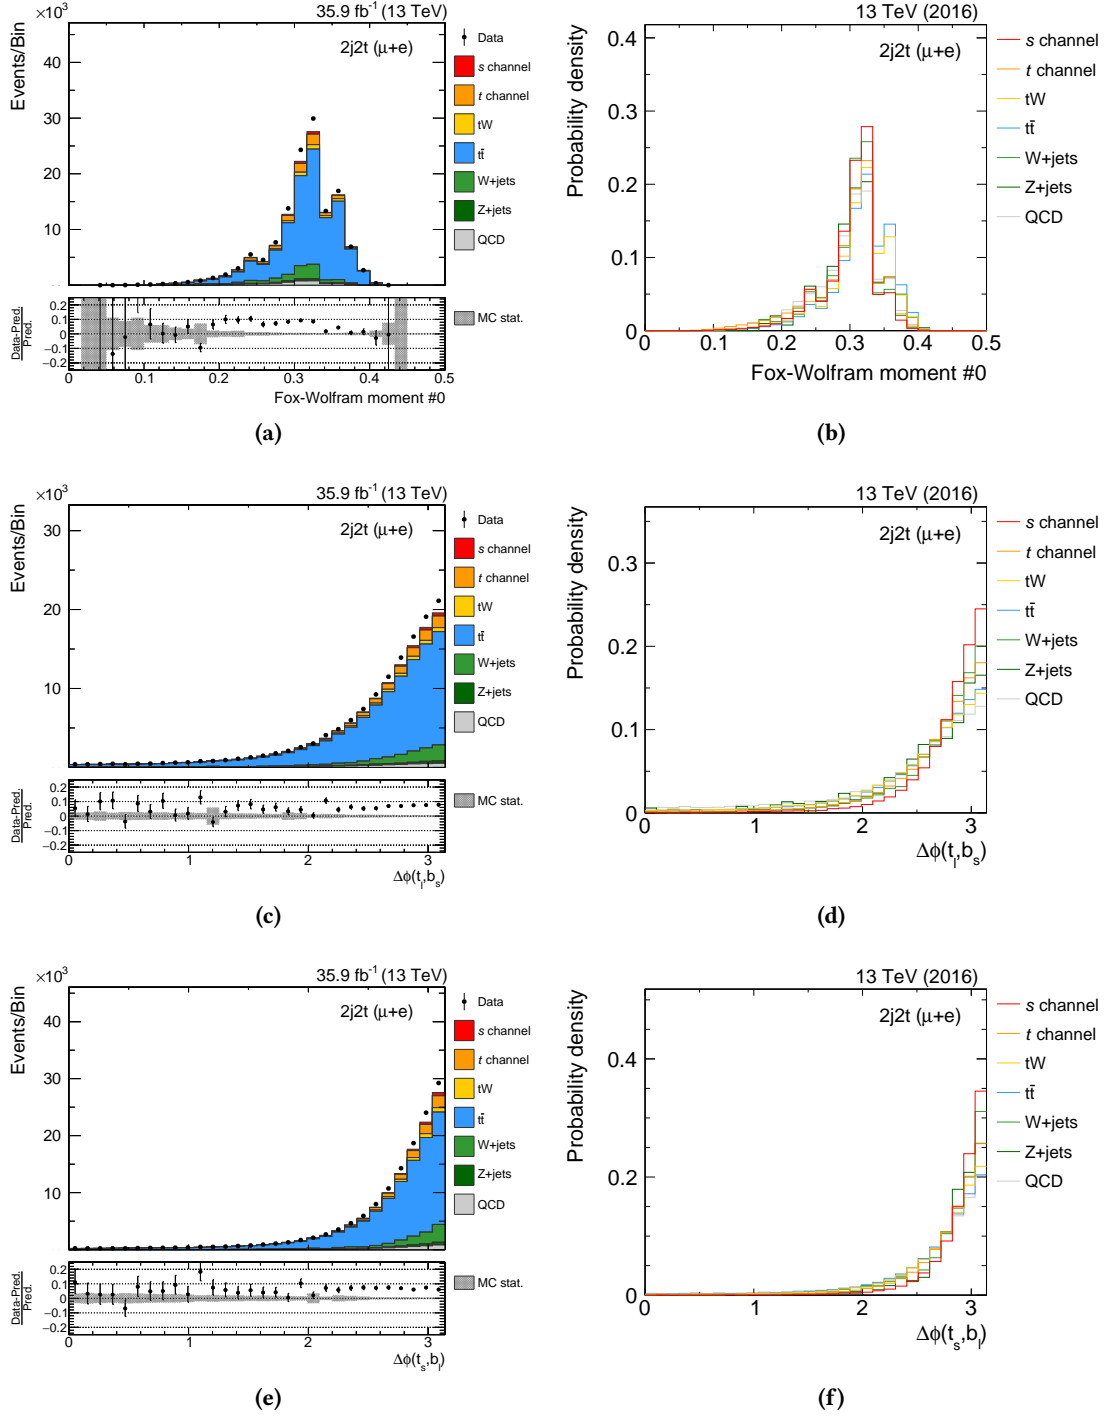 ×10³ 35.9 fb⁻¹ (13 TeV)
Events/Bin
2j2t (μ+e)
40
30
20
10
Data
s channel
t channel
tW
tt̄
W+jets
Z+jets
QCD
Data-Pred.
Pred.
0.2
0.1
0
−0.1
−0.2
MC stat.
0 0.1 0.2 0.3 0.4 0.5
Fox-Wolfram moment #0
(a)
13 TeV (2016)
Probability density
2j2t (μ+e)
0.4
0.3
0.2
0.1
0
s channel
t channel
tW
tt̄
W+jets
Z+jets
QCD
0 0.1 0.2 0.3 0.4 0.5
Fox-Wolfram moment #0
(b)
×10³ 35.9 fb⁻¹ (13 TeV)
Events/Bin
2j2t (μ+e)
30
20
10
Data
s channel
t channel
tW
tt̄
W+jets
Z+jets
QCD
Data-Pred.
Pred.
0.2
0.1
0
−0.1
−0.2
MC stat.
0 1 2 3
Δϕ(t_l,b_s)
(c)
13 TeV (2016)
Probability density
2j2t (μ+e)
0.3
0.2
0.1
0
s channel
t channel
tW
tt̄
W+jets
Z+jets
QCD
0 1 2 3
Δϕ(t_l,b_s)
(d)
×10³ 35.9 fb⁻¹ (13 TeV)
Events/Bin
2j2t (μ+e)
40
30
20
10
Data
s channel
t channel
tW
tt̄
W+jets
Z+jets
QCD
Data-Pred.
Pred.
0.2
0.1
0
−0.1
−0.2
MC stat.
0 1 2 3
Δϕ(t_s,b_l)
(e)
13 TeV (2016)
Probability density
2j2t (μ+e)
0.4
0.2
0
s channel
t channel
tW
tt̄
W+jets
Z+jets
QCD
0 1 2 3
Δϕ(t_s,b_l)
(f)